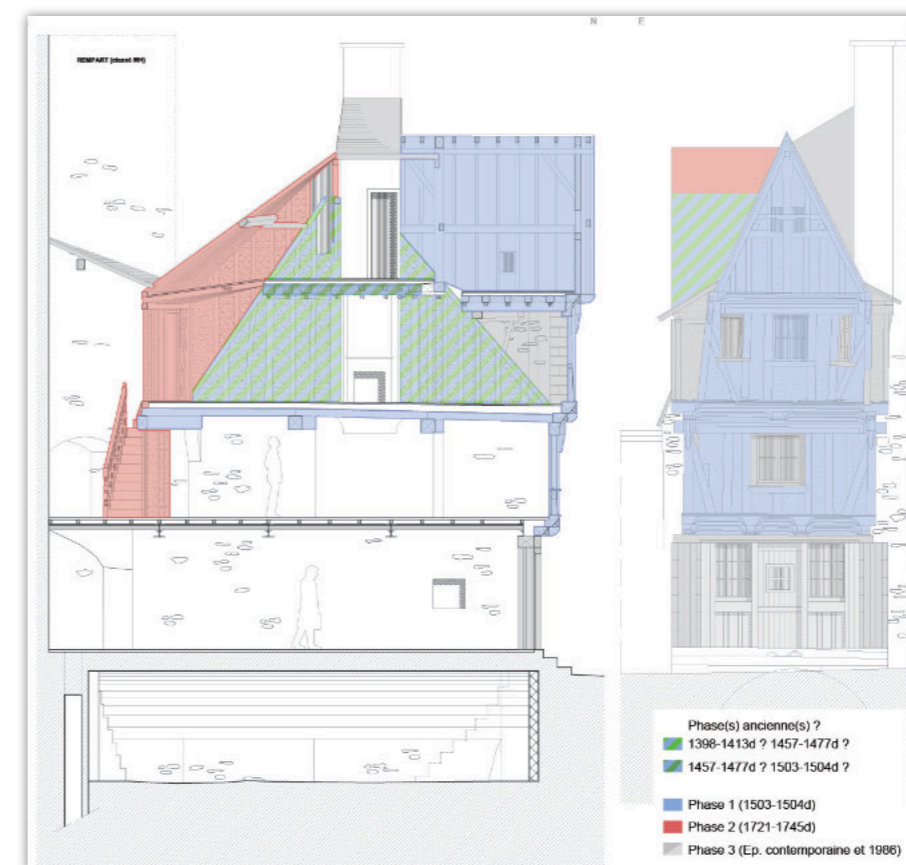 N E
REMPART (classé MH)
Phase(s) ancienne(s) ?
1398-1413d ? 1457-1477d ?
1457-1477d ? 1503-1504d ?
Phase 1 (1503-1504d)
Phase 2 (1721-1745d)
Phase 3 (Ep. contemporaine et 1986)